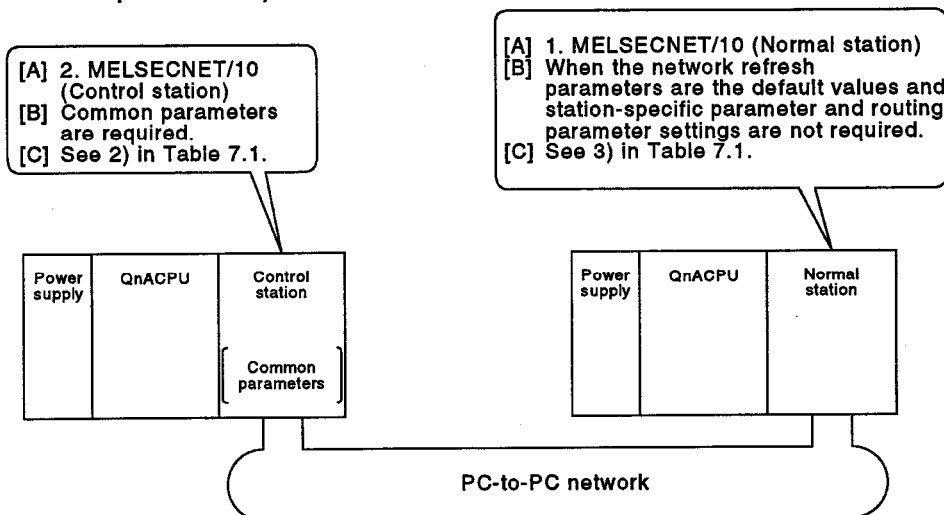 [A] 2. MELSECNET/10
(Control station)
[B] Common parameters
are required.
[C] See 2) in Table 7.1.
[A] 1. MELSECNET/10 (Normal station)
[B] When the network refresh
parameters are the default values and
station-specific parameter and routing
parameter settings are not required.
[C] See 3) in Table 7.1.
Power
supply
QnACPU
Control
station
Common
parameters
Power
supply
QnACPU
Normal
station
PC-to-PC network